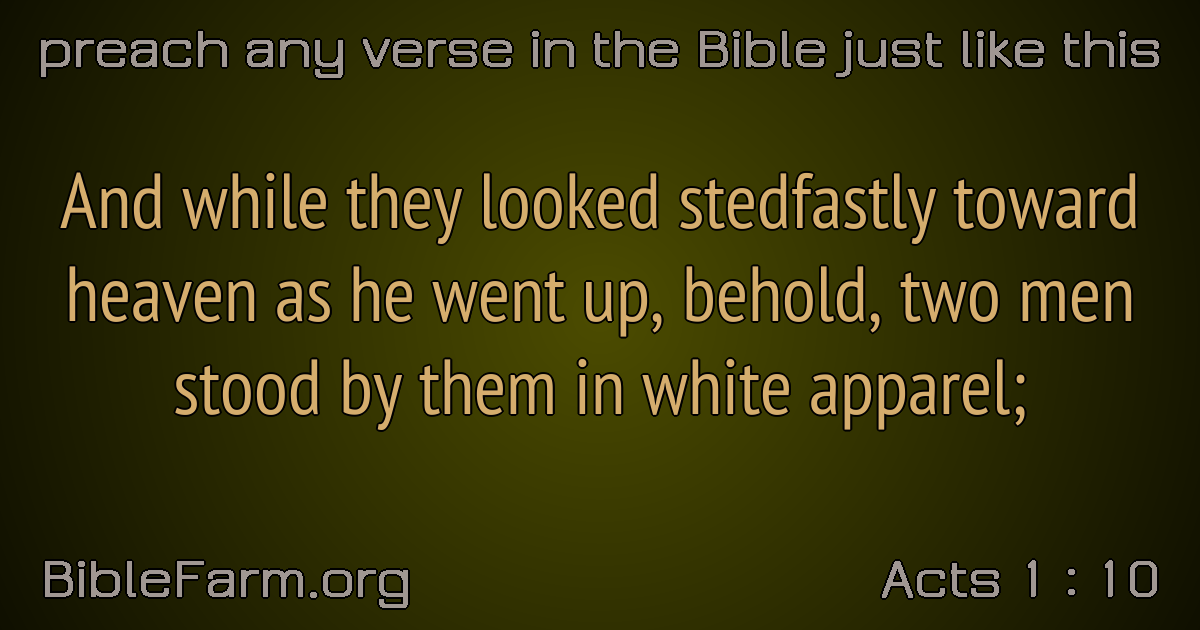 preach any verse in the Bible just like this
And while they looked stedfastly toward
heaven as he went up, behold, two men
stood by them in white apparel;
BibleFarm.org
Acts 1 : 10